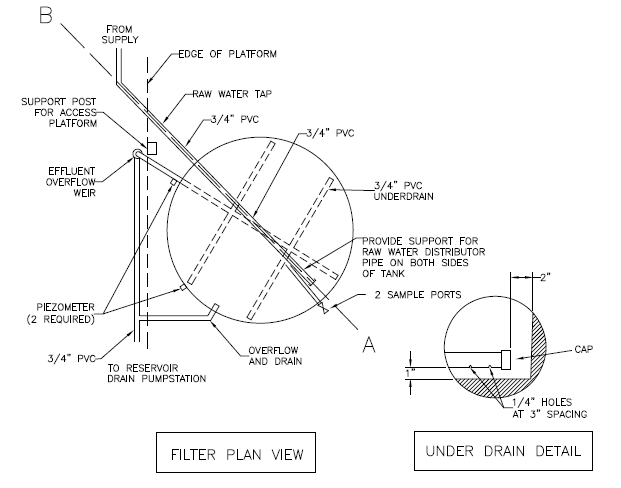 B
FROM
SUPPLY
EDGE OF PLATFORM
RAW WATER TAP
SUPPORT POST
FOR ACCESS
PLATFORM
3/4" PVC
3/4" PVC
EFFLUENT
OVERFLOW
WEIR
3/4" PVC
UNDERDRAIN
PROVIDE SUPPORT FOR
RAW WATER DISTRIBUTOR
PIPE ON BOTH SIDES
OF TANK
2 SAMPLE PORTS
PIEZOMETER
(2 REQUIRED)
A
3/4" PVC
TO RESERVOIR
DRAIN PUMPSTATION
OVERFLOW
AND DRAIN
2"
CAP
1"
1/4" HOLES
AT 3" SPACING
FILTER PLAN VIEW
UNDER DRAIN DETAIL